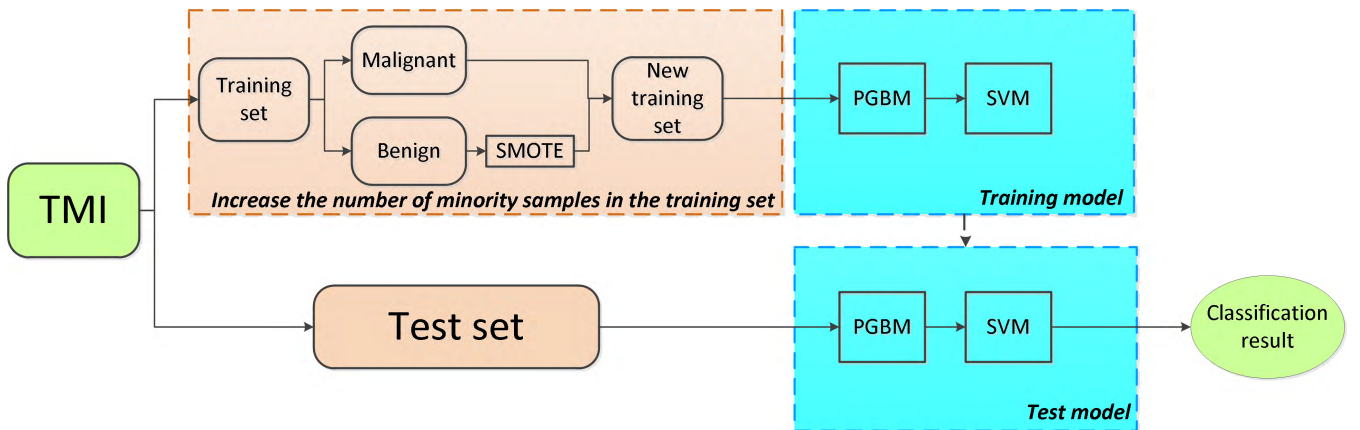 TMI
Training
set
Malignant
Benign
SMOTE
New
training
set
Increase the number of minority samples in the training set
PGBM
SVM
Training model
Test set
PGBM
SVM
Test model
Classification
result